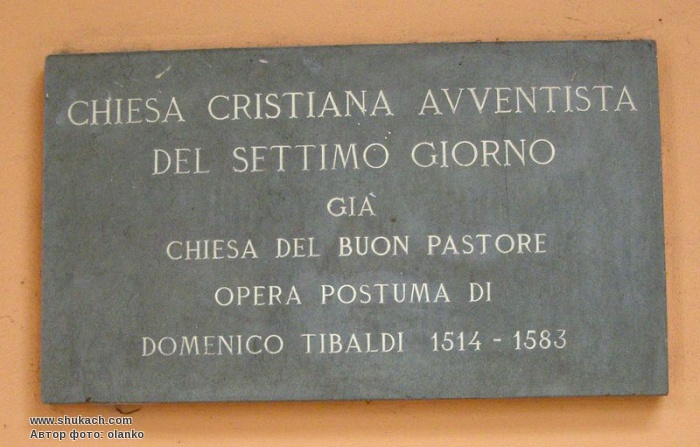 CHIESA CRISTIANA AVVENTISTA
DEL SETTIMO GIORNO
GIÀ
CHIESA DEL BUON PASTORE
OPERA POSTUMA DI
DOMENICO TIBALDI 1514 - 1583
www.shukach.com
Автор фото: olanko